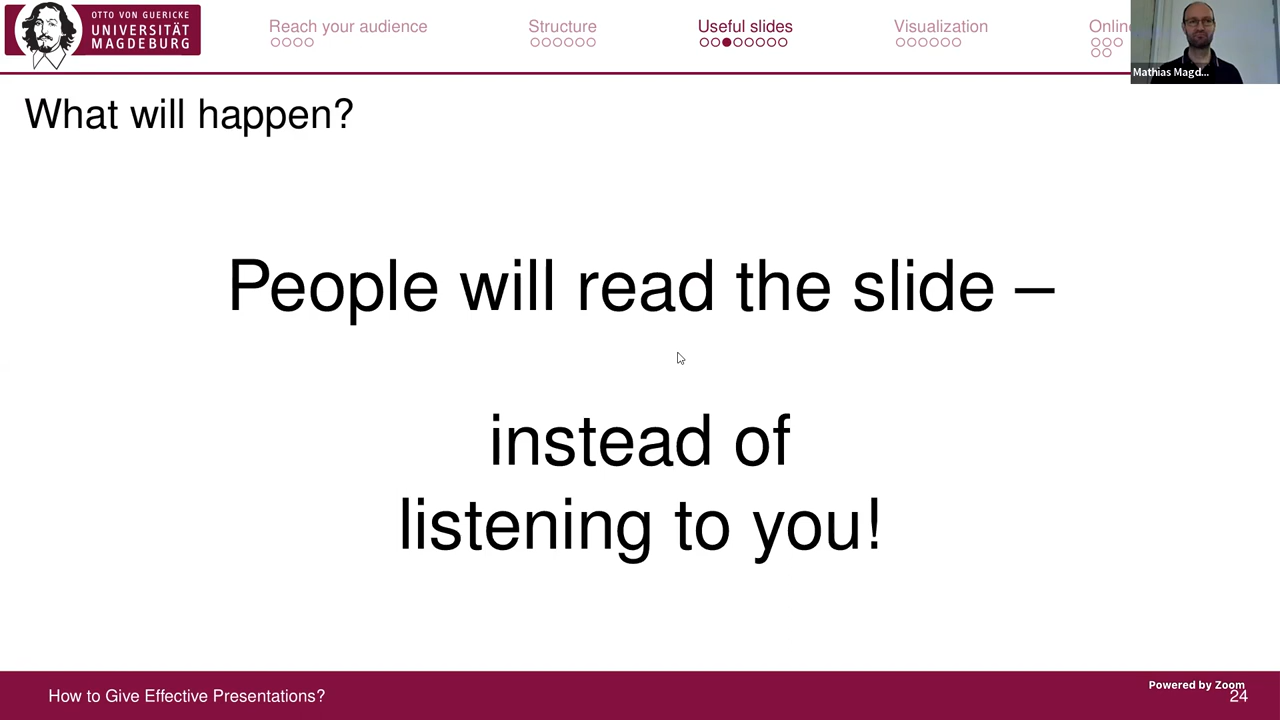 OTTO VON GUERICKE
UNIVERSITÄT
MAGDEBURG
Reach your audience
Structure
Useful slides
Visualization
Mathias Magd...
What will happen?
People will read the slide –
instead of
listening to you!
How to Give Effective Presentations?
Powered by Zoom
24